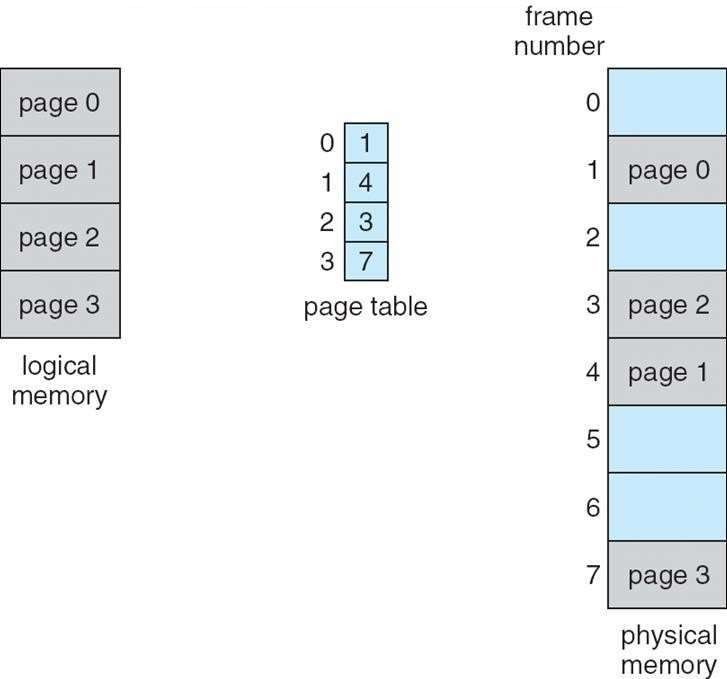 frame
number
page 0
page 1
page 2
page 3
logical
memory
0 1
1 4
2 3
3 7
page table
0
1 page 0
2
3 page 2
4 page 1
5
6
7 page 3
physical
memory